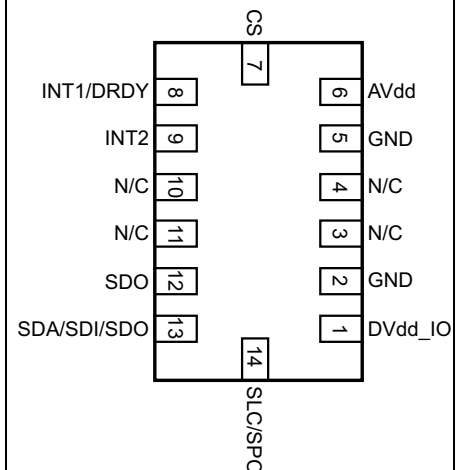 CS
7
INT1/DRDY 8
6 AVdd
INT2 9
5 GND
N/C 10
4 N/C
N/C 11
3 N/C
SDO 12
2 GND
SDA/SDI/SDO 13
1 DVdd_IO
14
SLC/SPC